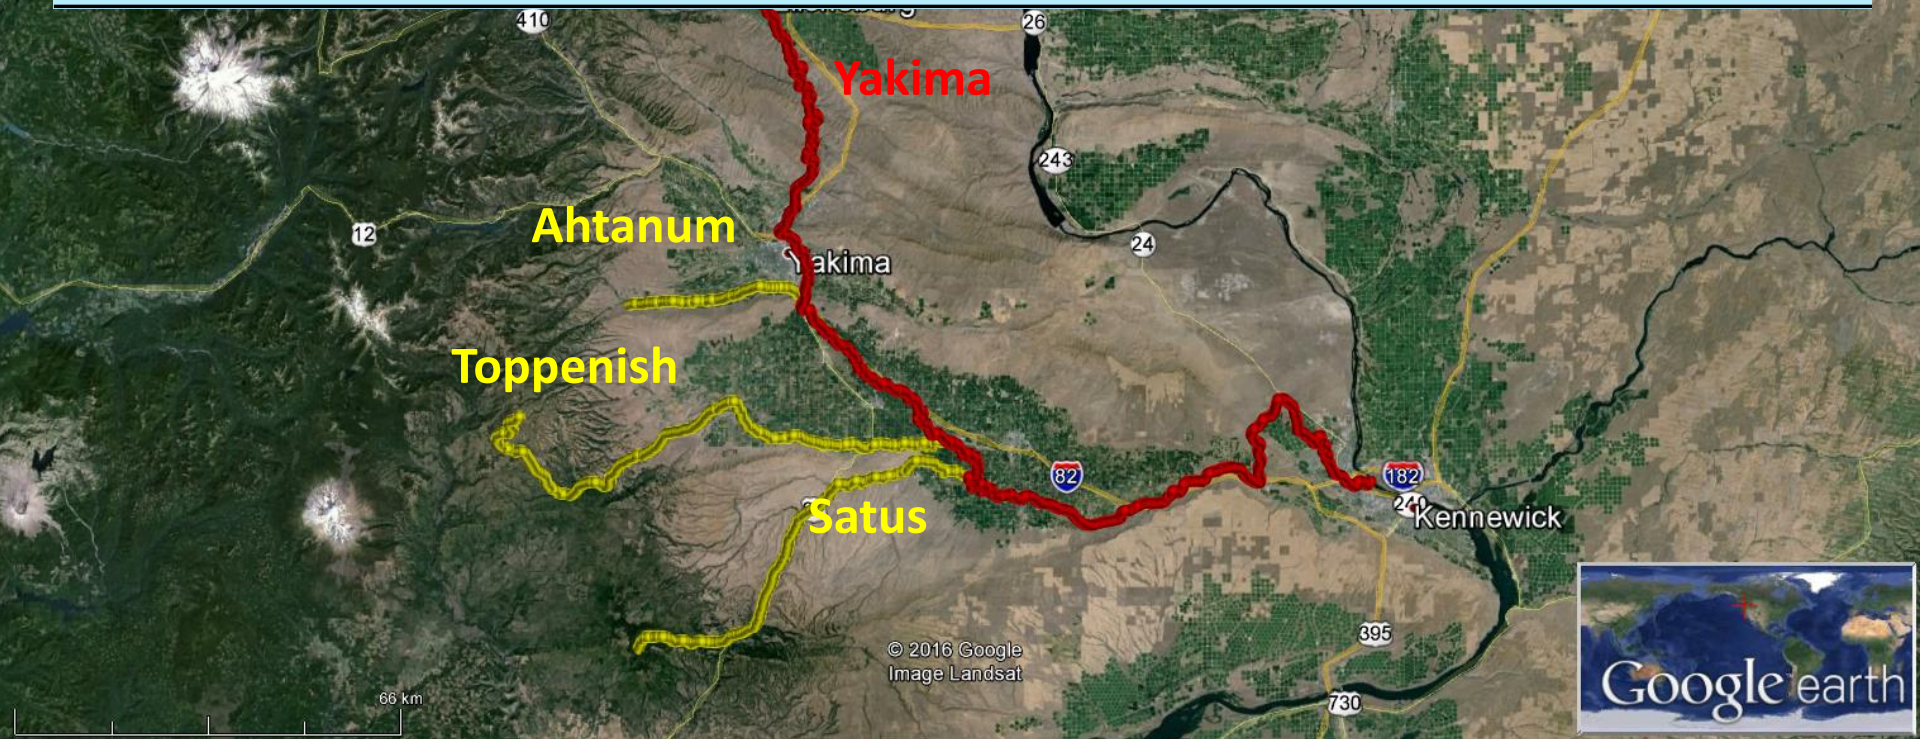 410
26
Yakima
243
Ahtanum
12
24
Yakima
Toppenish
82
182
240
Satus
Kennewick
395
© 2016 Google
Image Landsat
66 km
730
Google earth